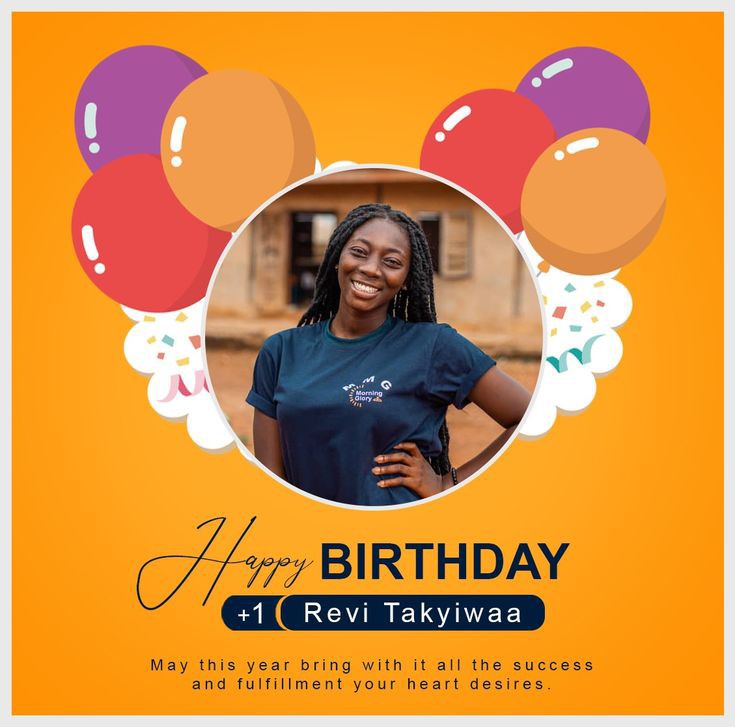 M M G
Morning
Glory
Happy BIRTHDAY
+1 Revi Takyiwaa
May this year bring with it all the success
and fulfillment your heart desires.